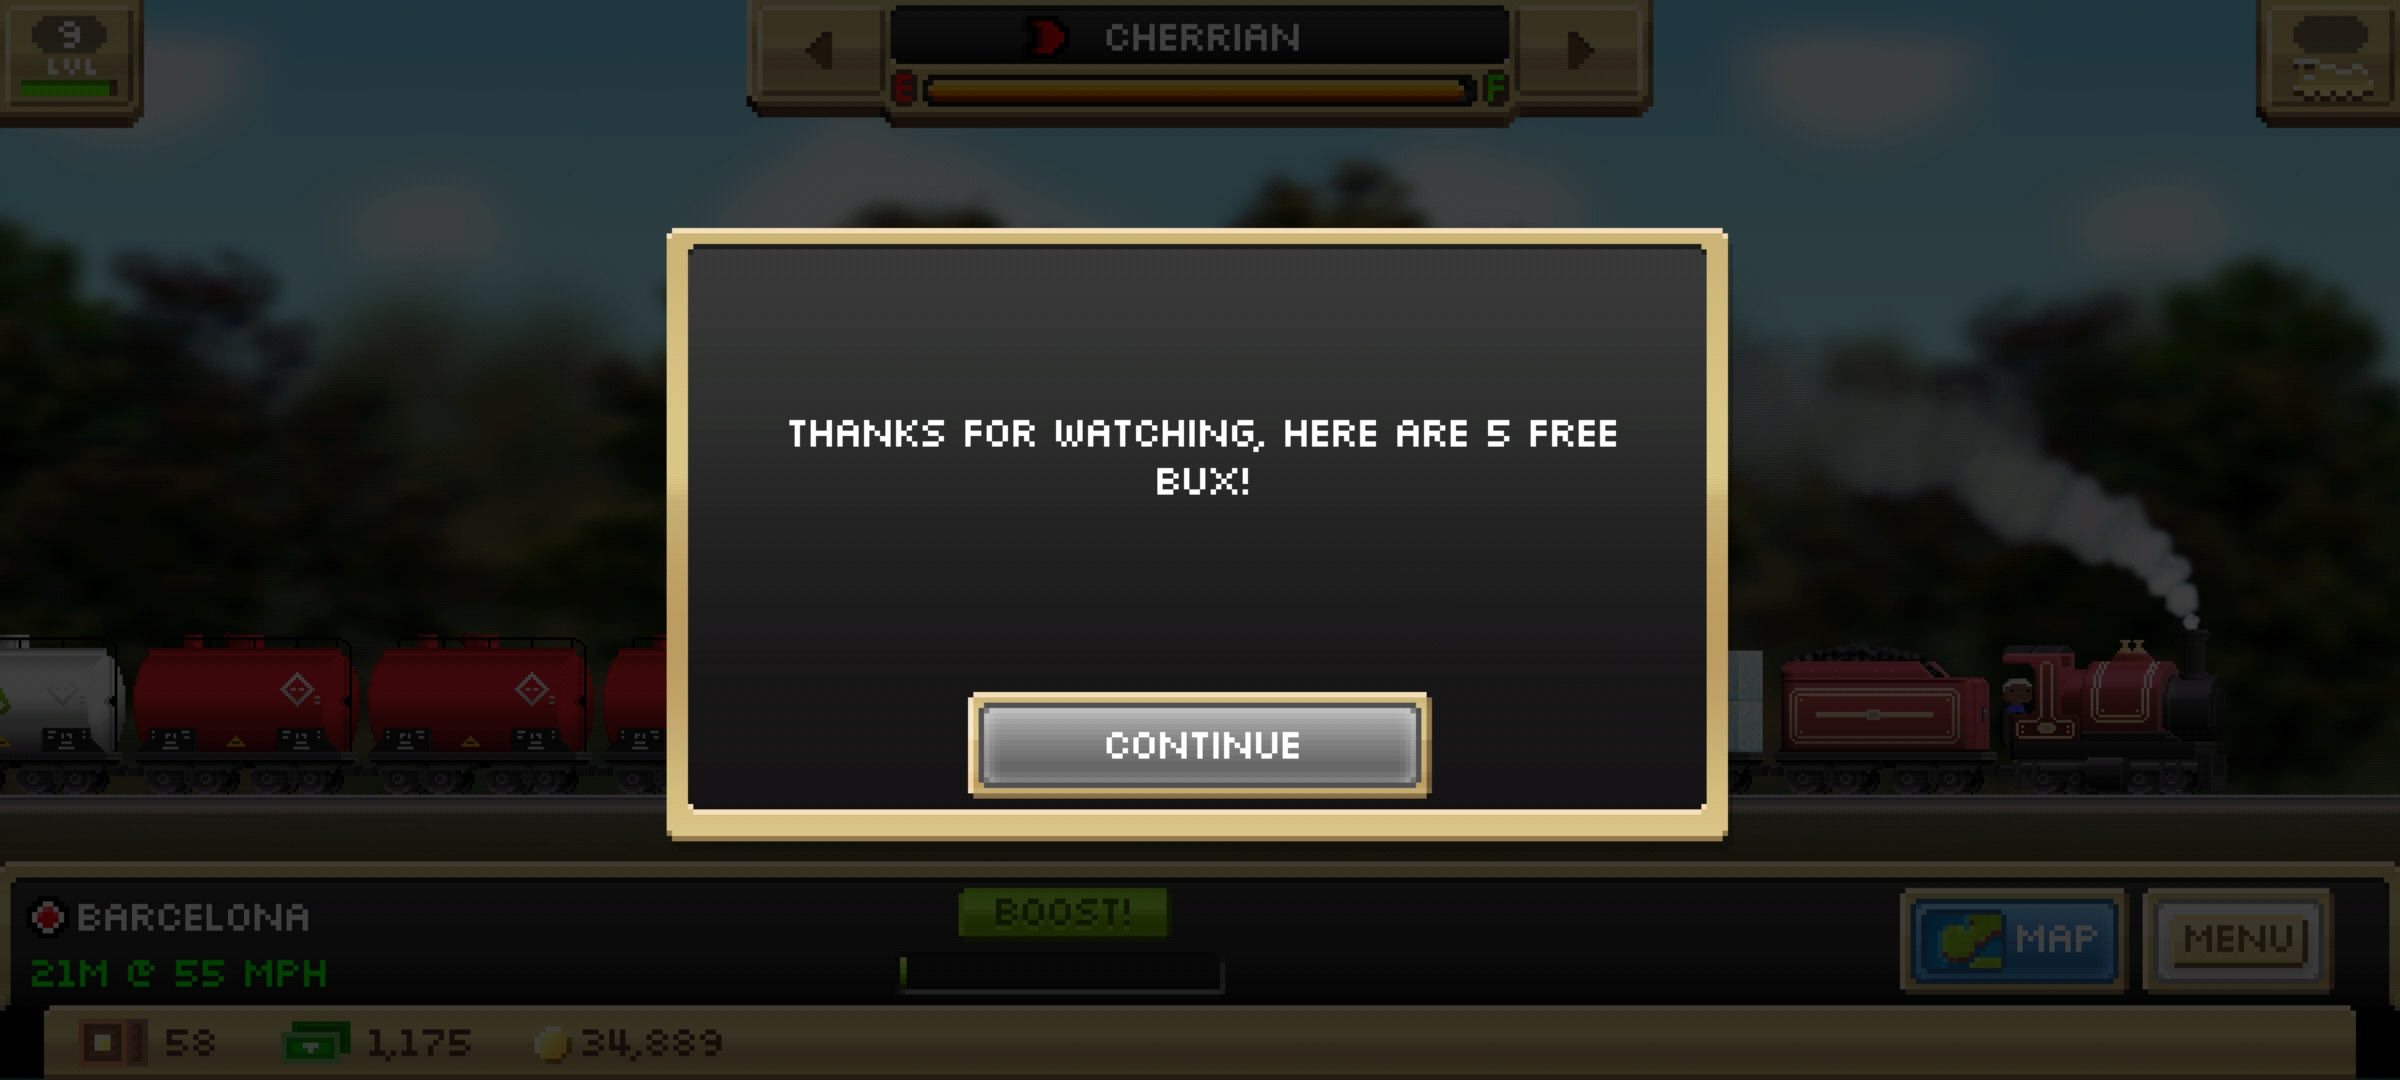 9
LVL
CHERRIAN
E
F
THANKS FOR WATCHING, HERE ARE 5 FREE
BUX!
CONTINUE
BARCELONA
21M @ 55 MPH
BOOST!
MAP
MENU
58
1,175
34,889